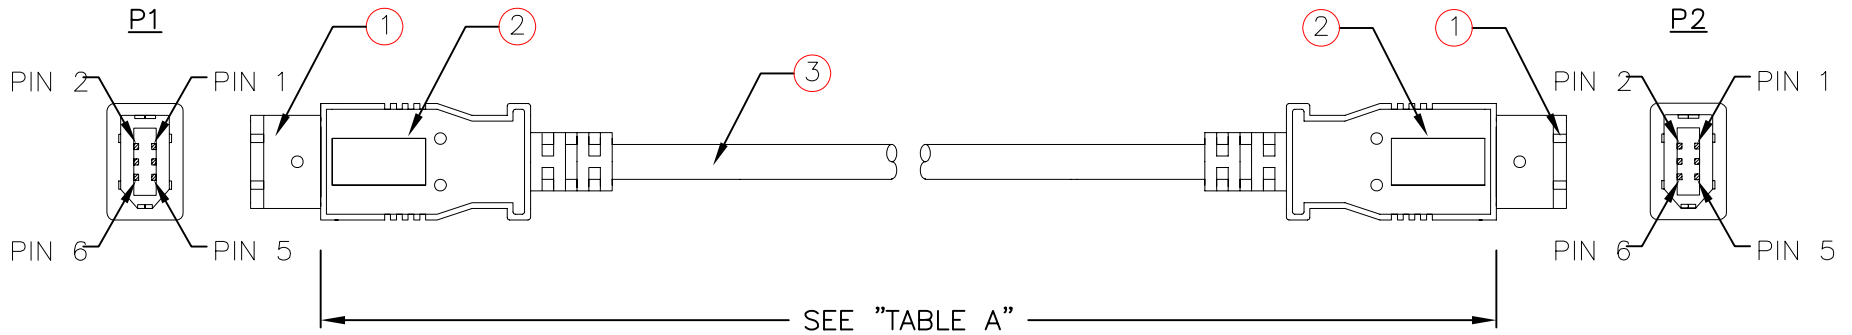 P1
1
2
2
1
P2
3
PIN 2
PIN 1
PIN 2
PIN 1
PIN 6
PIN 5
PIN 6
PIN 5
SEE "TABLE A"